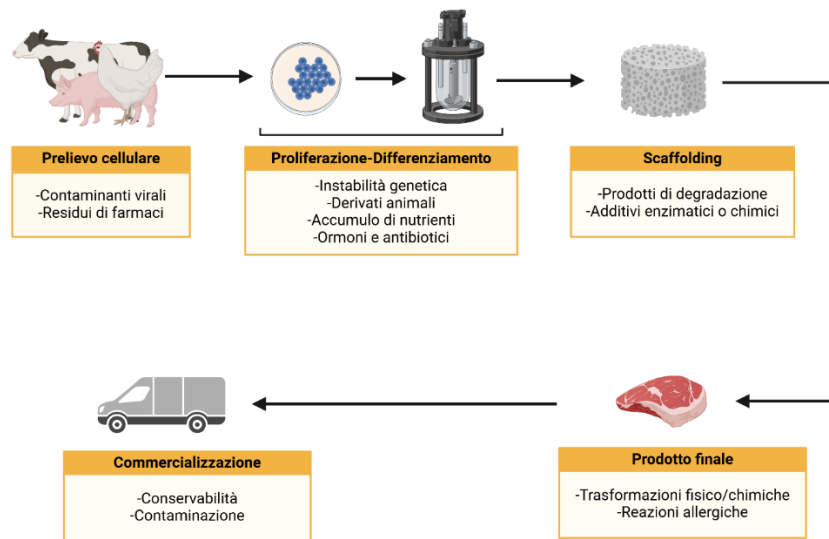 Prelievo cellulare
-Contaminanti virali
-Residui di farmaci
Proliferazione-Differenziamento
-Instabilità genetica
-Derivati animali
-Accumulo di nutrienti
-Ormoni e antibiotici
Scaffolding
-Prodotti di degradazione
-Additivi enzimatici o chimici
Commercializzazione
-Conservabilità
-Contaminazione
Prodotto finale
-Trasformazioni fisico/chimiche
-Reazioni allergiche